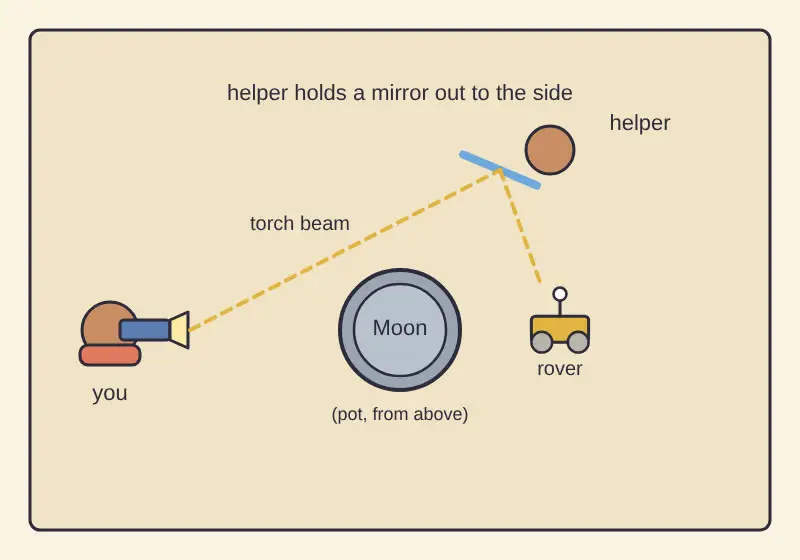 helper holds a mirror out to the side
helper
torch beam
Moon
you
rover
(pot, from above)